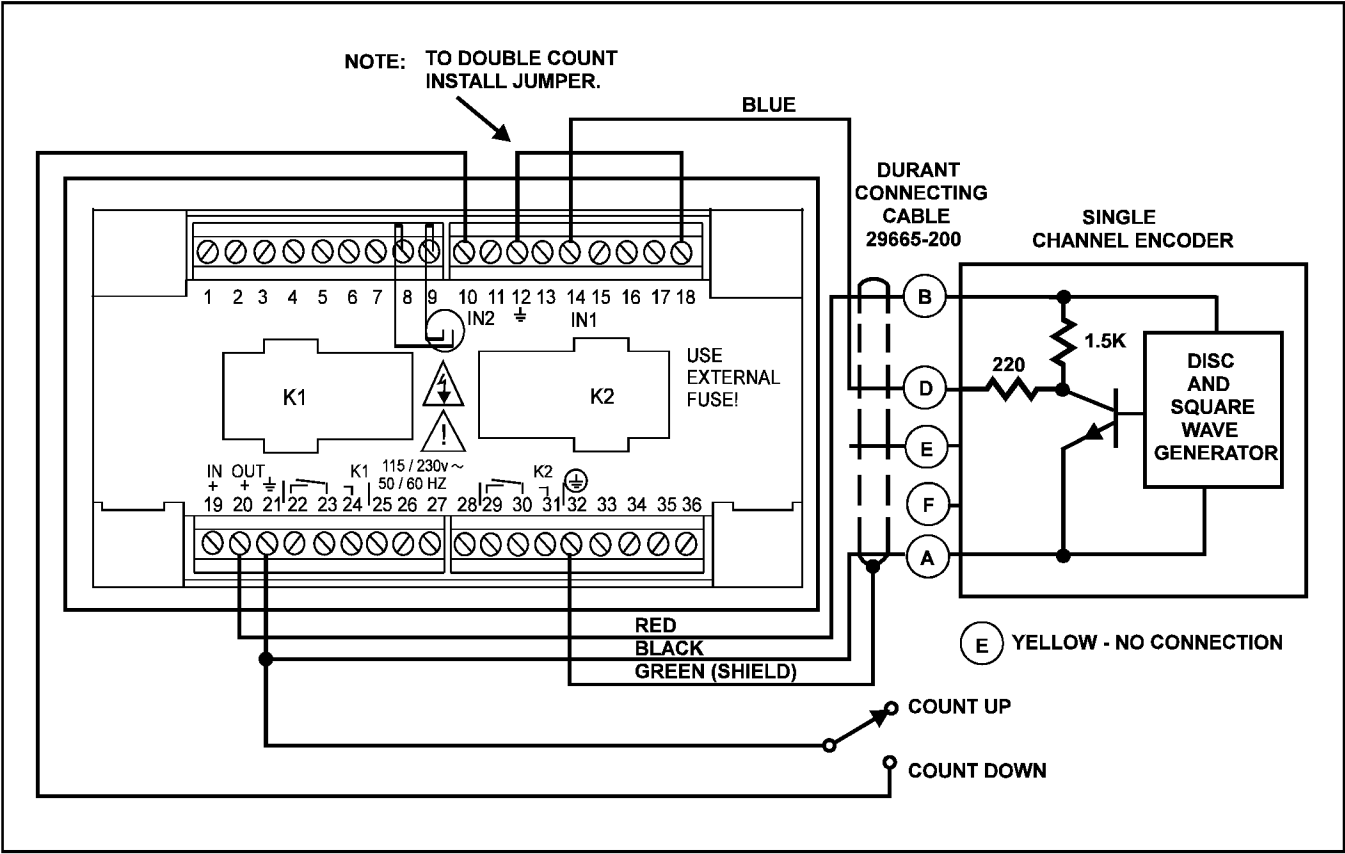 NOTE: TO DOUBLE COUNT
INSTALL JUMPER.
BLUE
DURANT
CONNECTING
CABLE
29665-200
SINGLE
CHANNEL ENCODER
1 2 3 4 5 6 7 8 9 10 11 12 13 14 15 16 17 18
IN2
IN1
B
1.5K
220
D
DISC
AND
SQUARE
WAVE
GENERATOR
USE
EXTERNAL
FUSE!
K1
K2
!
E
F
A
IN
+
OUT
+
K1
115 / 230v ~
50 / 60 HZ
K2
19 20 21 22 23 24 25 26 27 28 29 30 31 32 33 34 35 36
RED
BLACK
GREEN (SHIELD)
E YELLOW - NO CONNECTION
COUNT UP
COUNT DOWN